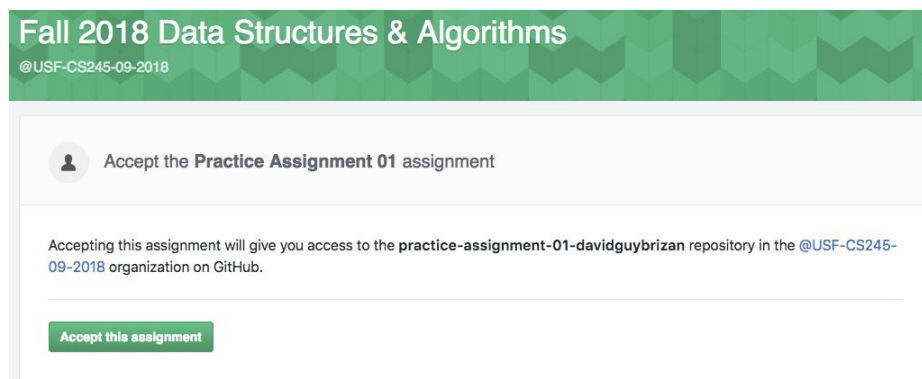 Fall 2018 Data Structures & Algorithms
@USF-CS245-09-2018
Accept the Practice Assignment 01 assignment
Accepting this assignment will give you access to the practice-assignment-01-davidguybrizan repository in the @USF-CS245-
09-2018 organization on GitHub.
Accept this assignment